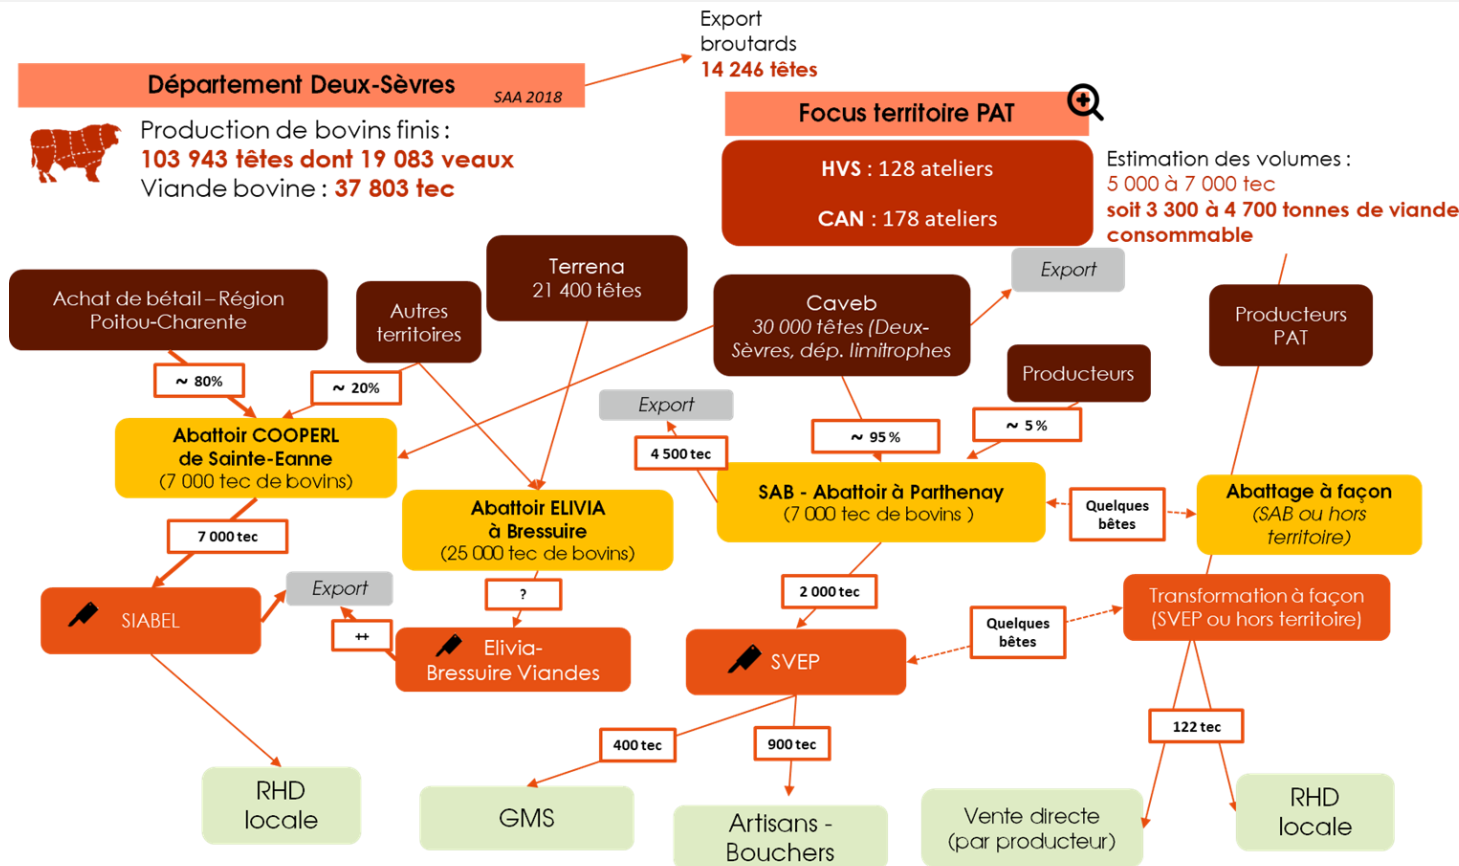 Export
broutards
14 246 têtes
Département Deux-Sèvres
SAA 2018
Production de bovins finis :
103 943 têtes dont 19 083 veaux
Viande bovine : 37 803 tec
Focus territoire PAT
HVS : 128 ateliers
CAN : 178 ateliers
Estimation des volumes :
5 000 à 7 000 tec
soit 3 300 à 4 700 tonnes de viande
consommable
Achat de bétail – Région
Poitou-Charente
Autres
territoires
Terrena
21 400 têtes
Caveb
30 000 têtes (Deux-
Sèvres, dép. limitrophes
Export
Producteurs
Producteurs
PAT
~ 80%
~ 20%
Export
4 500 tec
~ 95 %
~ 5 %
Abattoir COOPERL
de Sainte-Eanne
(7 000 tec de bovins)
Abattoir ELIVIA
à Bressuire
(25 000 tec de bovins)
SAB - Abattoir à Parthenay
(7 000 tec de bovins )
Quelques
bêtes
Abattage à façon
(SAB ou hors
territoire)
7 000 tec
Export
++
?
2 000 tec
Quelques
bêtes
Transformation à façon
(SVEP ou hors territoire)
SIABEL
Elivia-
Bressuire Viandes
SVEP
400 tec
900 tec
122 tec
RHD
locale
GMS
Artisans -
Bouchers
Vente directe
(par producteur)
RHD
locale